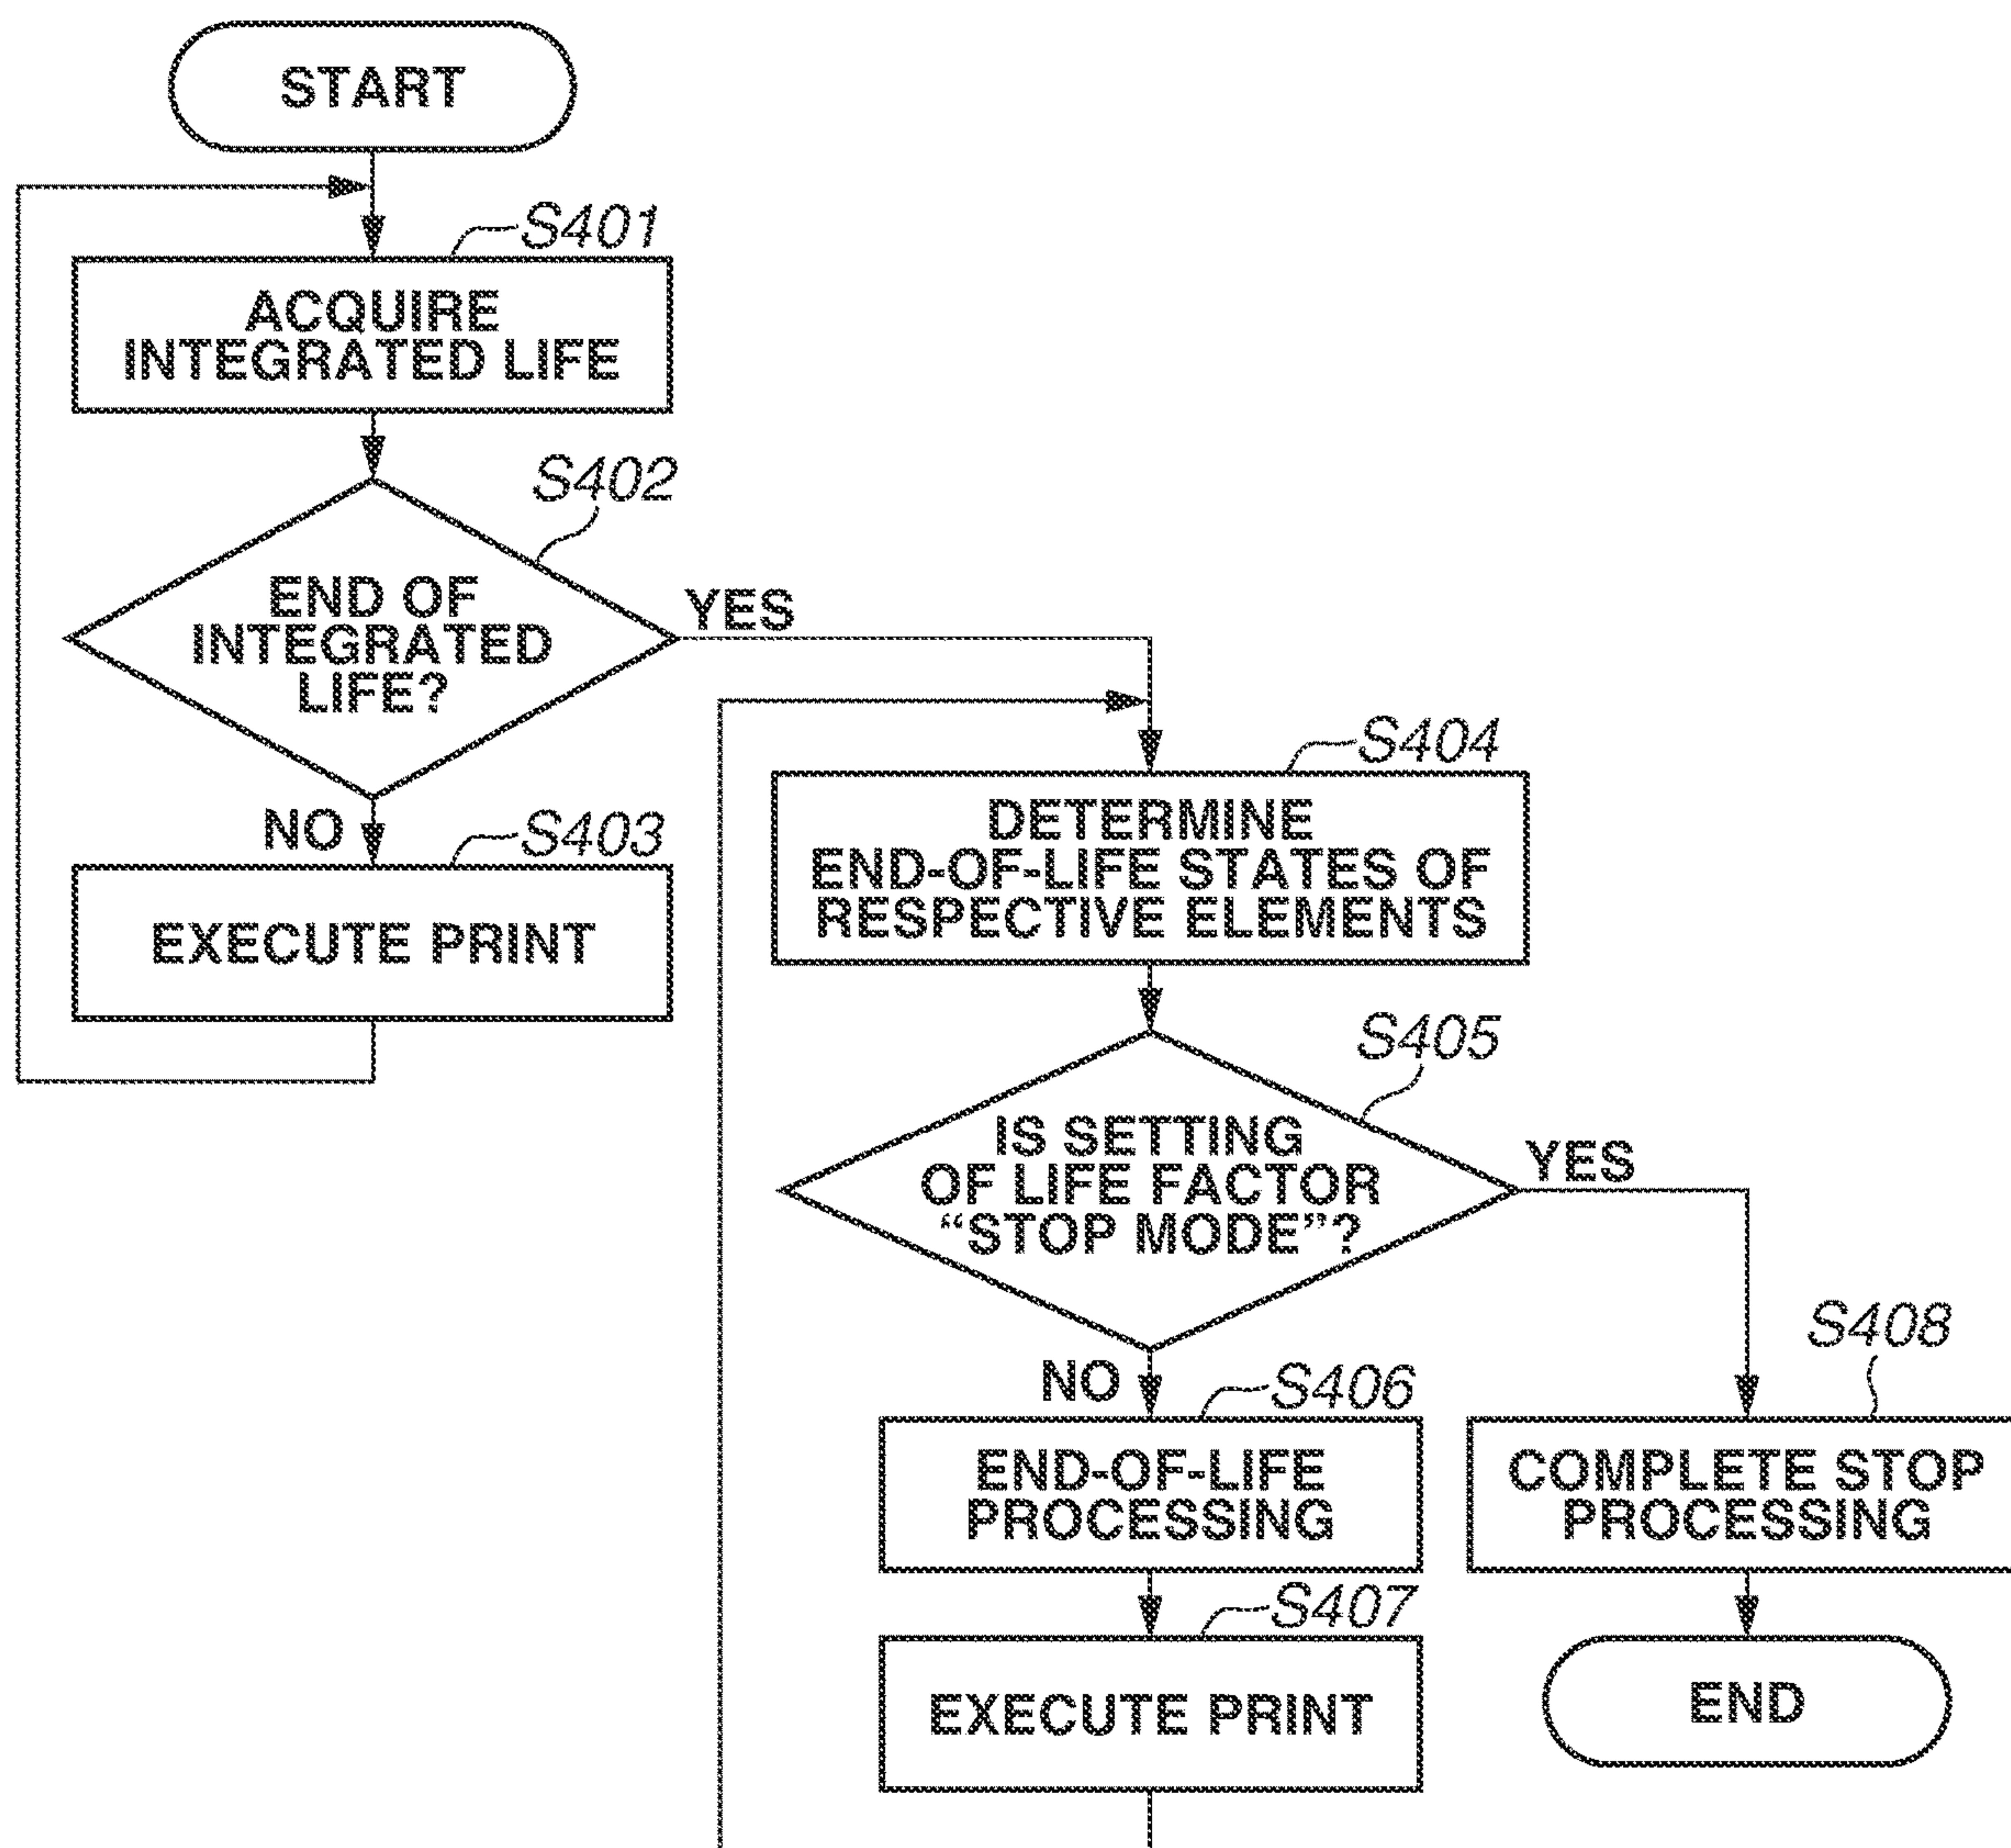 START
S401
ACQUIRE
INTEGRATED LIFE
S402
END OF
INTEGRATED
LIFE?
YES
NO
S403
EXECUTE PRINT
S404
DETERMINE
END-OF-LIFE STATES OF
RESPECTIVE ELEMENTS
S405
IS SETTING
OF LIFE FACTOR
“STOP MODE”?
YES
NO
S406
END-OF-LIFE
PROCESSING
S407
EXECUTE PRINT
S408
COMPLETE STOP
PROCESSING
END